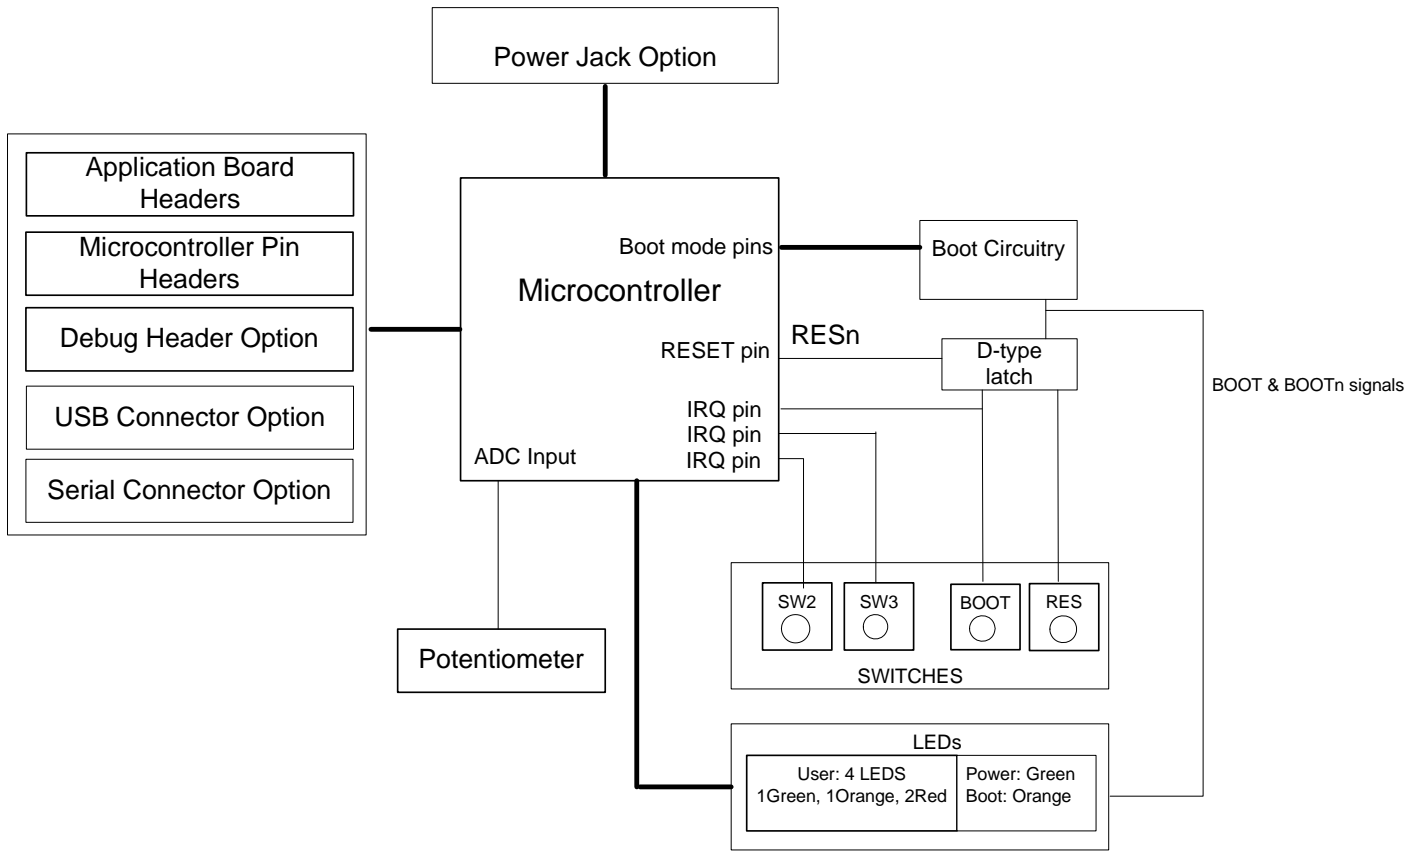 Power Jack Option
Application Board
Headers
Microcontroller Pin
Headers
Debug Header Option
USB Connector Option
Serial Connector Option
Boot mode pins
Microcontroller
RESET pin
IRQ pin
IRQ pin
IRQ pin
ADC Input
RESn
Boot Circuitry
D-type
latch
BOOT & BOOTn signals
Potentiometer
SW2
SW3
BOOT
RES
SWITCHES
LEDs
User: 4 LEDS
1Green, 1Orange, 2Red
Power: Green
Boot: Orange